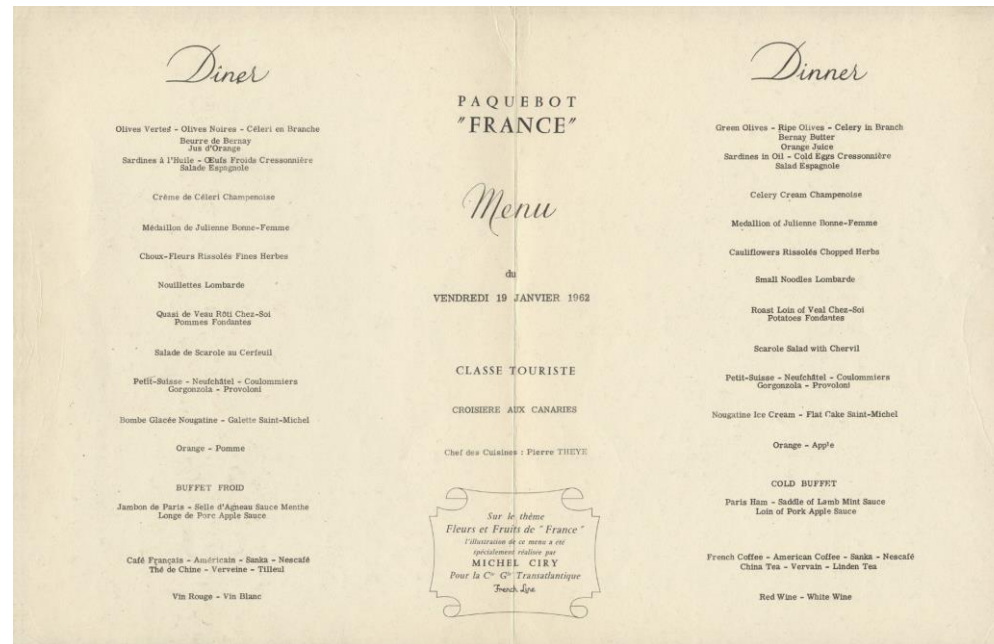 Dîner
Olives Vertes - Olives Noires - Céleri en Branche
Beurre de Bernay
Jus d'Orange
Sardines à l'Huile - Œufs Froids Cressonnière
Salade Espagnole
Crème de Céleri Champenoise
Médaillon de Julienne Bonne-Femme
Choux-Fleurs Rissolés Fines Herbes
Nouillettes Lombarde
Quasi de Veau Rôti Chez-Soi
Pommes Fondantes
Salade de Scarole au Cerfeuil
Petit-Suisse - Neufchâtel - Coulommiers
Gorgonzola - Provoloni
Bombe Glacée Nougatine - Galette Saint-Michel
Orange - Pomme
BUFFET FROID
Jambon de Paris - Selle d'Agneau Sauce Menthe
Longe de Porc Apple Sauce
Café Français - Américain - Sanka - Nescafé
Thé de Chine - Verveine - Tilleul
Vin Rouge - Vin Blanc
PAQUEBOT
"FRANCE"
Menu
du
VENDREDI 19 JANVIER 1962
CLASSE TOURISTE
CROISIERE AUX CANARIES
Chef des Cuisines : Pierre THEYE
Sur le thème
Fleurs et Fruits de "France"
l'illustration de ce menu a été
spécialement réalisée par
MICHEL CIRY
Pour la Cie Gle Transatlantique
French Line
Dinner
Green Olives - Ripe Olives - Celery in Branch
Bernay Butter
Orange Juice
Sardines in Oil - Cold Eggs Cressonnière
Salad Espagnole
Celery Cream Champenoise
Medallion of Julienne Bonne-Femme
Cauliflowers Rissolés Chopped Herbs
Small Noodles Lombarde
Roast Loin of Veal Chez-Soi
Potatoes Fondantes
Scarole Salad with Chervil
Petit-Suisse - Neufchâtel - Coulommiers
Gorgonzola - Provoloni
Nougatine Ice Cream - Flat Cake Saint-Michel
Orange - Apple
COLD BUFFET
Paris Ham - Saddle of Lamb Mint Sauce
Loin of Pork Apple Sauce
French Coffee - American Coffee - Sanka - Nescafé
China Tea - Vervain - Linden Tea
Red Wine - White Wine